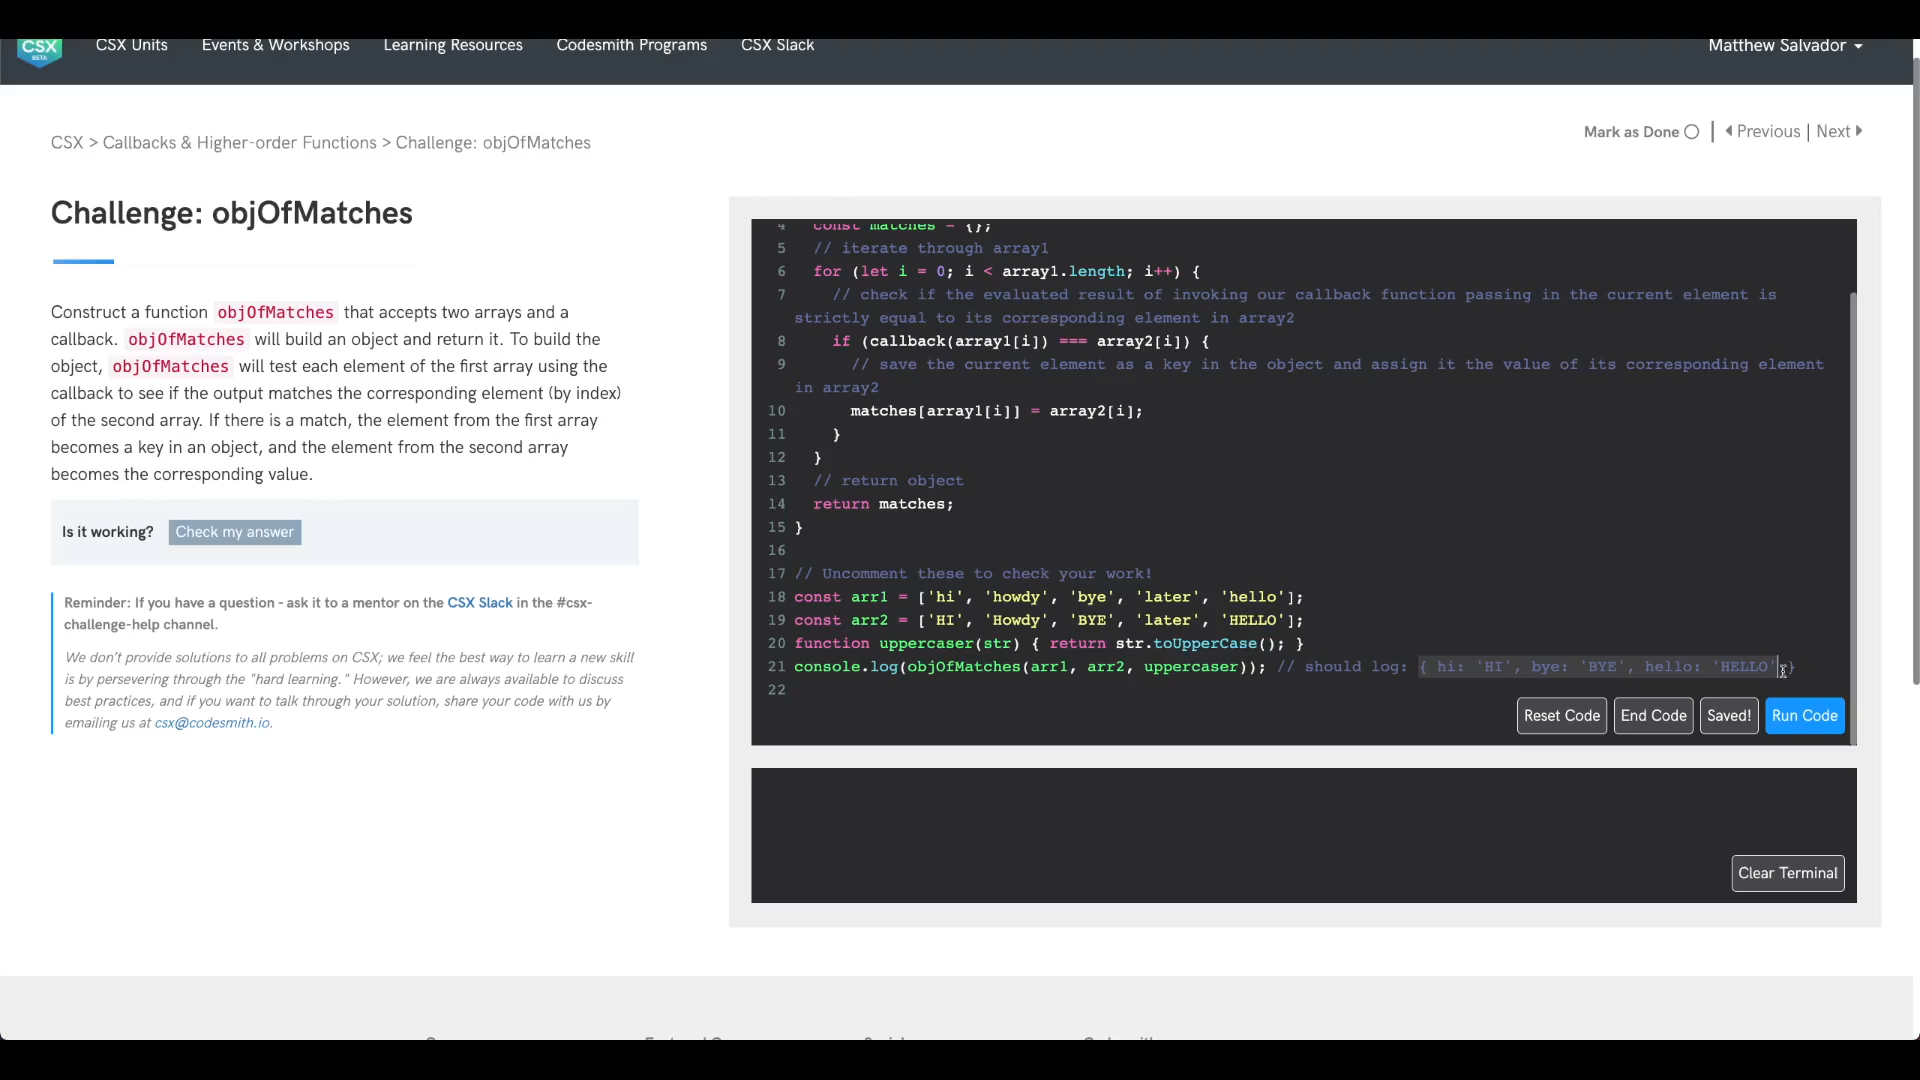 CSX
BETA
CSX Units
Events & Workshops
Learning Resources
Codesmith Programs
CSX Slack
Matthew Salvador
CSX > Callbacks & Higher-order Functions > Challenge: objOfMatches
Mark as Done
Previous | Next
Challenge: objOfMatches
Construct a function objOfMatches that accepts two arrays and a
callback. objOfMatches will build an object and return it. To build the
object, objOfMatches will test each element of the first array using the
callback to see if the output matches the corresponding element (by index)
of the second array. If there is a match, the element from the first array
becomes a key in an object, and the element from the second array
becomes the corresponding value.
Is it working? Check my answer
Reminder: If you have a question - ask it to a mentor on the CSX Slack in the #csx-
challenge-help channel.
We don't provide solutions to all problems on CSX; we feel the best way to learn a new skill
is by persevering through the "hard learning." However, we are always available to discuss
best practices, and if you want to talk through your solution, share your code with us by
emailing us at csx@codesmith.io.
4 const matches = {};
5 // iterate through array1
6 for (let i = 0; i < array1.length; i++) {
7 // check if the evaluated result of invoking our callback function passing in the current element is
strictly equal to its corresponding element in array2
8 if (callback(array1[i]) === array2[i]) {
9 // save the current element as a key in the object and assign it the value of its corresponding element
in array2
10 matches[array1[i]] = array2[i];
11 }
12 }
13 // return object
14 return matches;
15 }
16
17 // Uncomment these to check your work!
18 const arr1 = ['hi', 'howdy', 'bye', 'later', 'hello'];
19 const arr2 = ['HI', 'Howdy', 'BYE', 'later', 'HELLO'];
20 function uppercaser(str) { return str.toUpperCase(); }
21 console.log(objOfMatches(arr1, arr2, uppercaser)); // should log: { hi: 'HI', bye: 'BYE', hello: 'HELLO' }
22
Reset Code
End Code
Saved!
Run Code
Clear Terminal